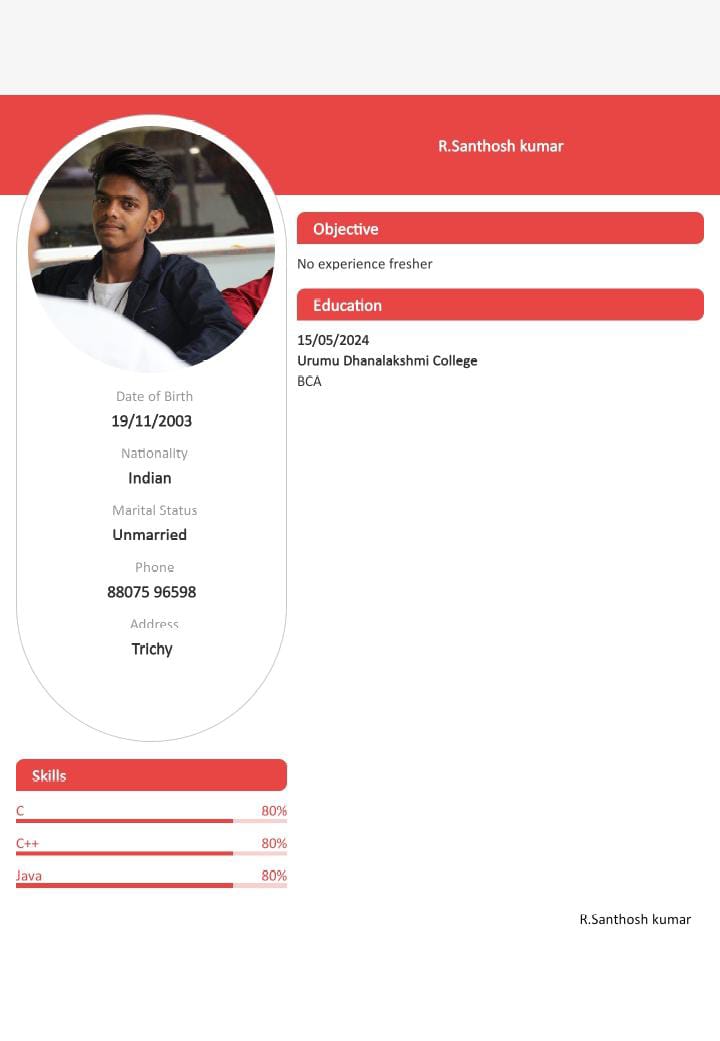 R.Santhosh kumar
Date of Birth
19/11/2003
Nationality
Indian
Marital Status
Unmarried
Phone
88075 96598
Address
Trichy
Skills
C 80%
C++ 80%
Java 80%
Objective
No experience fresher
Education
15/05/2024
Urumu Dhanalakshmi College
BCA
R.Santhosh kumar